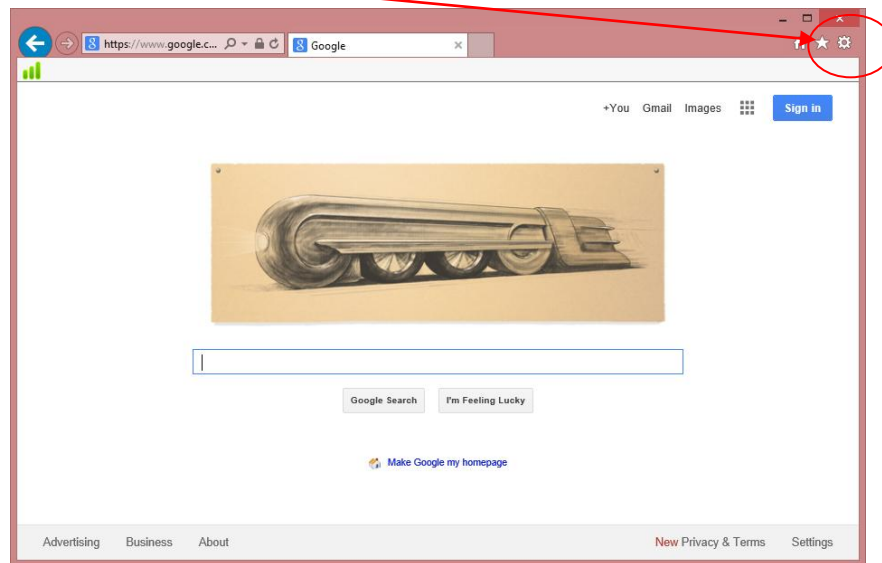 https://www.google.c... Google
+You Gmail Images Sign in
Google Search I'm Feeling Lucky
Make Google my homepage
Advertising Business About New Privacy & Terms Settings